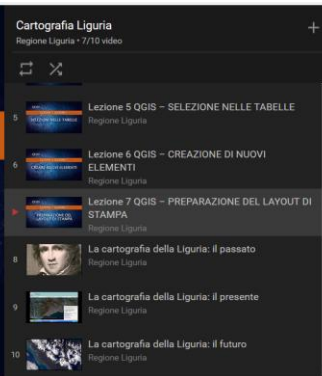 Cartografia Liguria
Regione Liguria • 7/10 video
5
Lezione 5 QGIS – SELEZIONE NELLE TABELLE
Regione Liguria
6
Lezione 6 QGIS – CREAZIONE DI NUOVI
ELEMENTI
Regione Liguria
Lezione 7 QGIS – PREPARAZIONE DEL LAYOUT DI
STAMPA
Regione Liguria
8
La cartografia della Liguria: il passato
Regione Liguria
9
La cartografia della Liguria: il presente
Regione Liguria
10
La cartografia della Liguria: il futuro
Regione Liguria